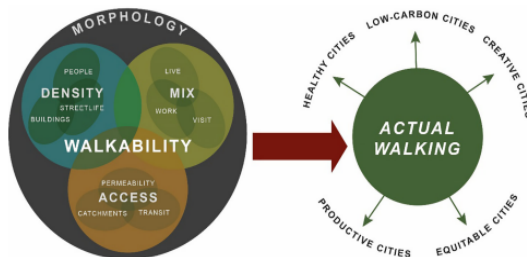 MORPHOLOGY
PEOPLE
DENSITY
STREETLIFE
BUILDINGS
LIVE
MIX
WORK
VISIT
WALKABILITY
PERMEABILITY
ACCESS
CATCHMENTS
TRANSIT
HEALTHY CITIES
LOW-CARBON CITIES
CREATIVE CITIES
ACTUAL
WALKING
PRODUCTIVE CITIES
EQUITABLE CITIES